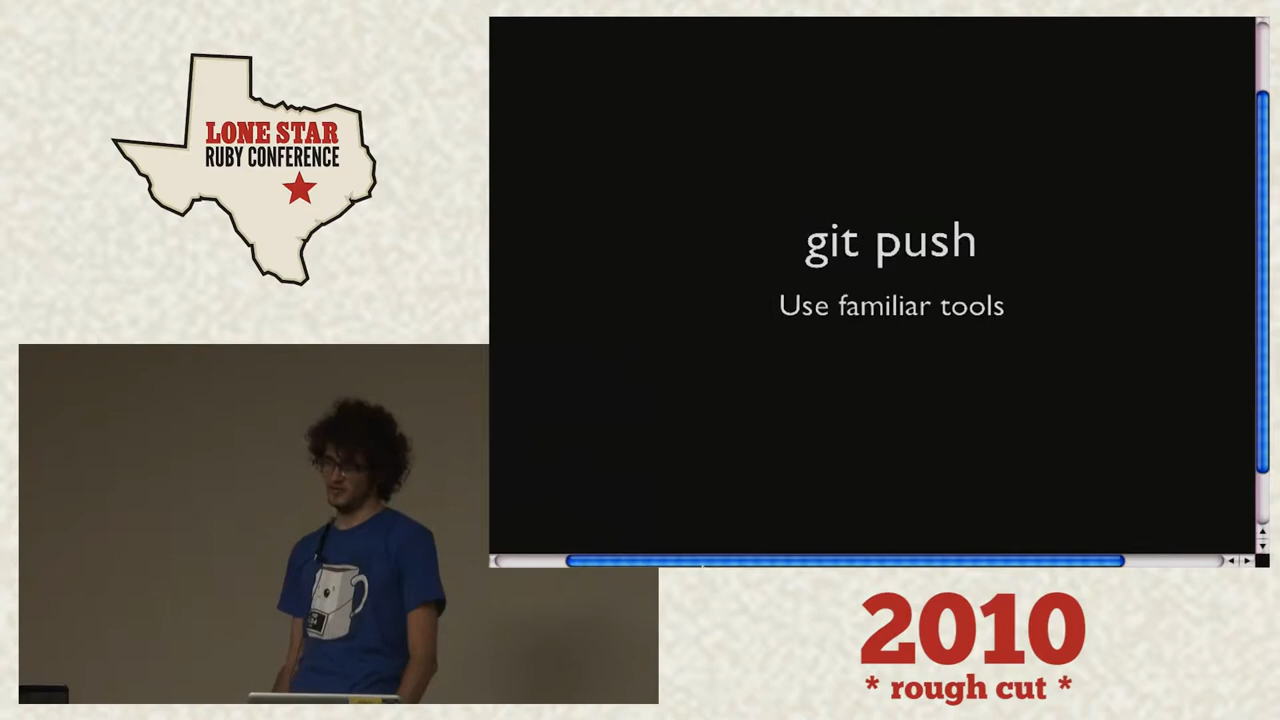 LONE STAR
RUBY CONFERENCE
git push
Use familiar tools
2010
* rough cut *